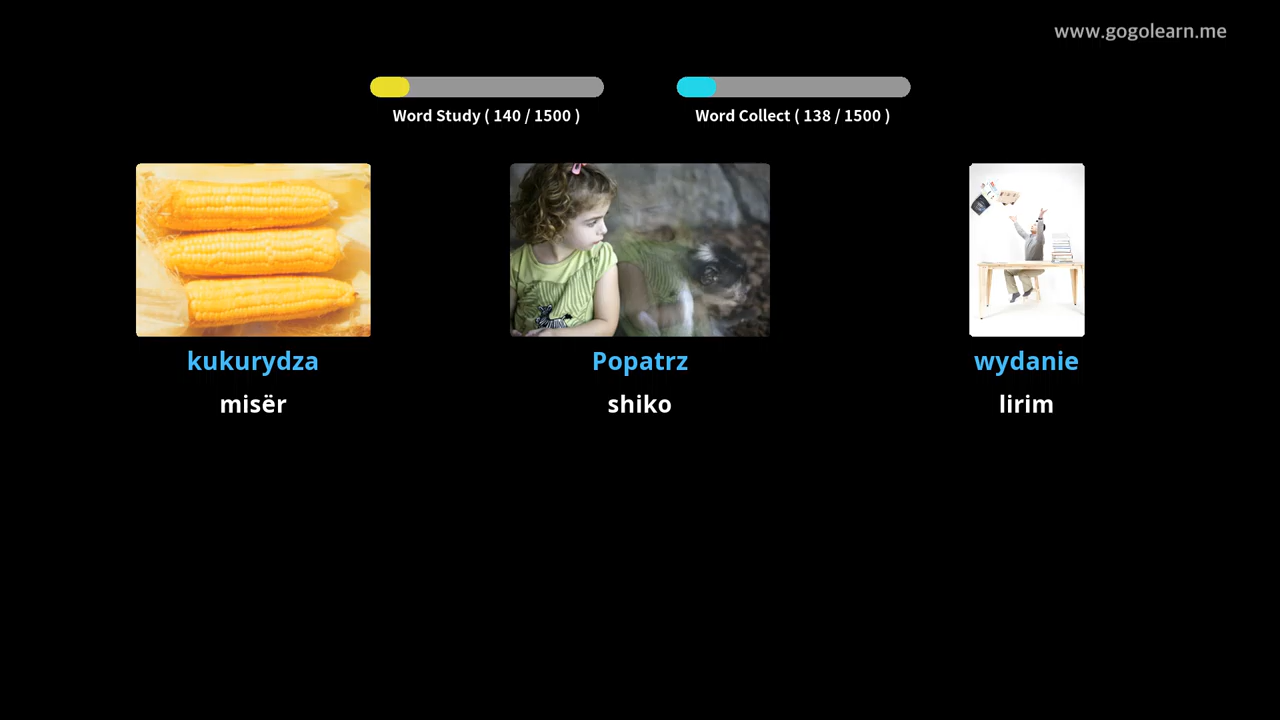 www.gogolearn.me
Word Study ( 140 / 1500 )
Word Collect ( 138 / 1500 )
kukurydza
Popatrz
wydanie
misër
shiko
lirim